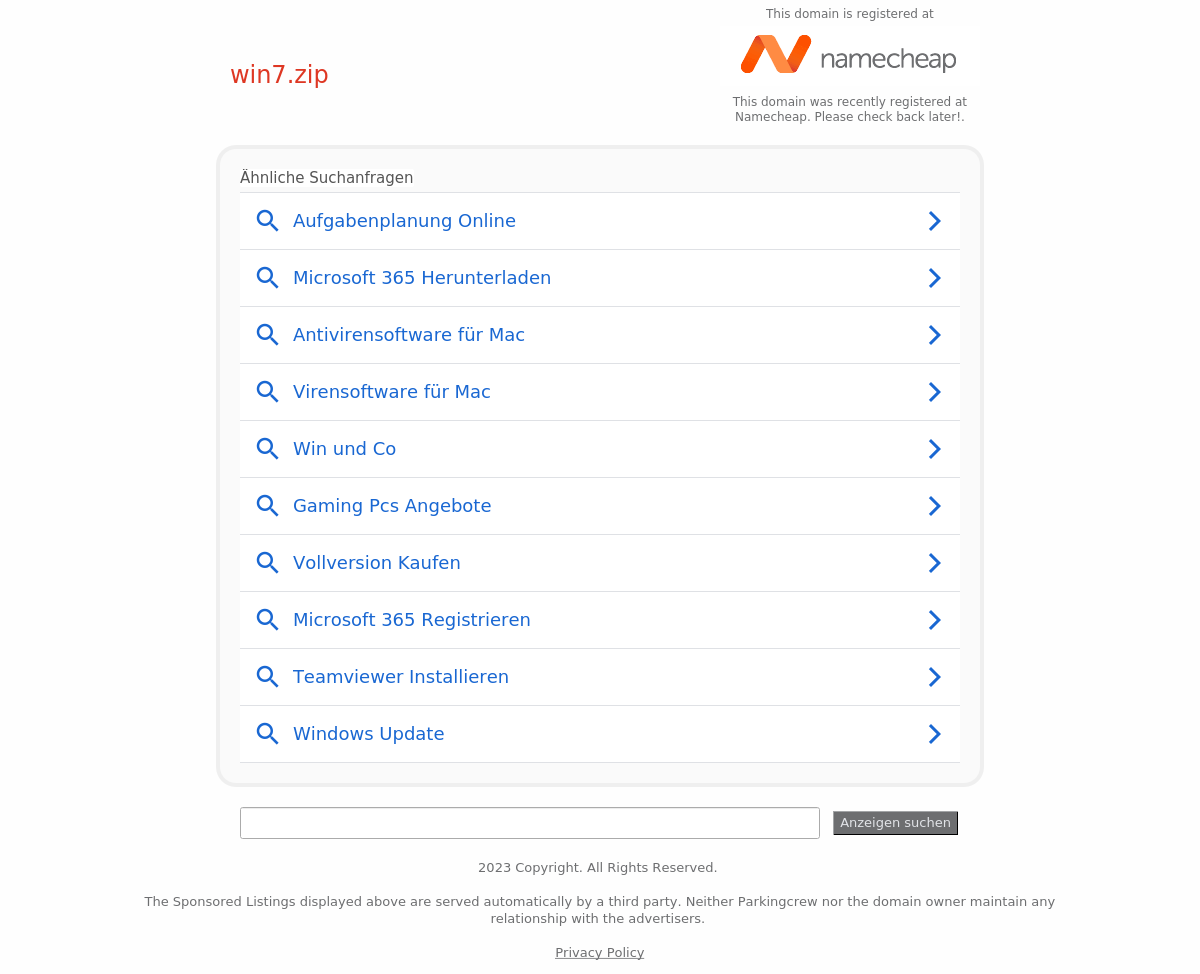 This domain is registered at
namecheap
win7.zip
This domain was recently registered at
Namecheap. Please check back later!.
Ähnliche Suchanfragen
Aufgabenplanung Online
Microsoft 365 Herunterladen
Antivirensoftware für Mac
Virensoftware für Mac
Win und Co
Gaming Pcs Angebote
Vollversion Kaufen
Microsoft 365 Registrieren
Teamviewer Installieren
Windows Update
Anzeigen suchen
2023 Copyright. All Rights Reserved.
The Sponsored Listings displayed above are served automatically by a third party. Neither Parkingcrew nor the domain owner maintain any
relationship with the advertisers.
Privacy Policy